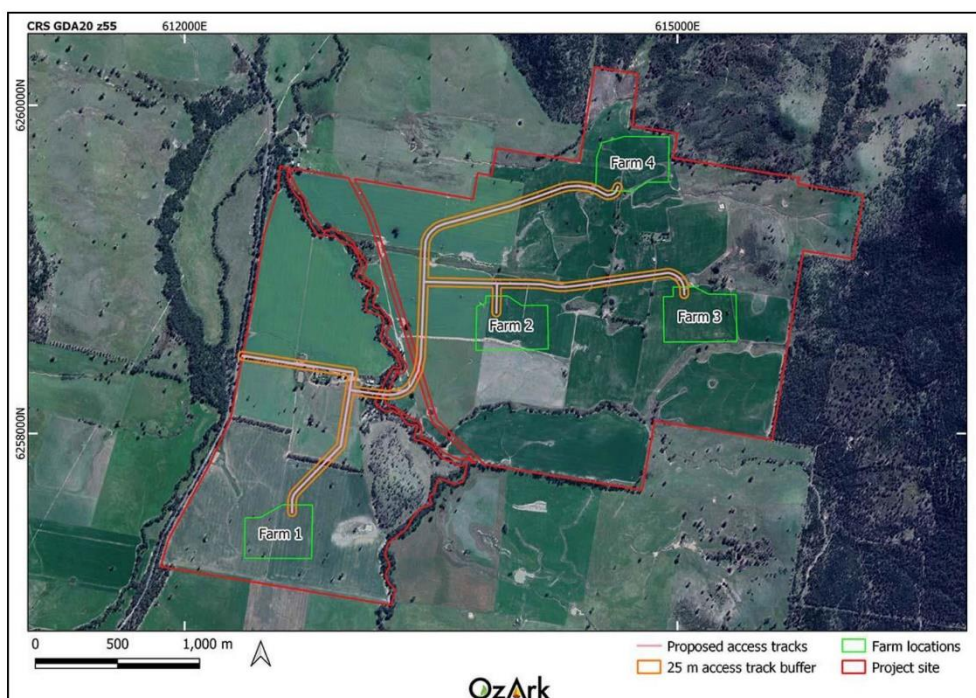 CRS GDA20 z55
612000E
615000E
6260000N
6258000N
Farm 4
Farm 2
Farm 3
Farm 1
0 500 1,000 m
Proposed access tracks
25 m access track buffer
Farm locations
Project site
OzArk